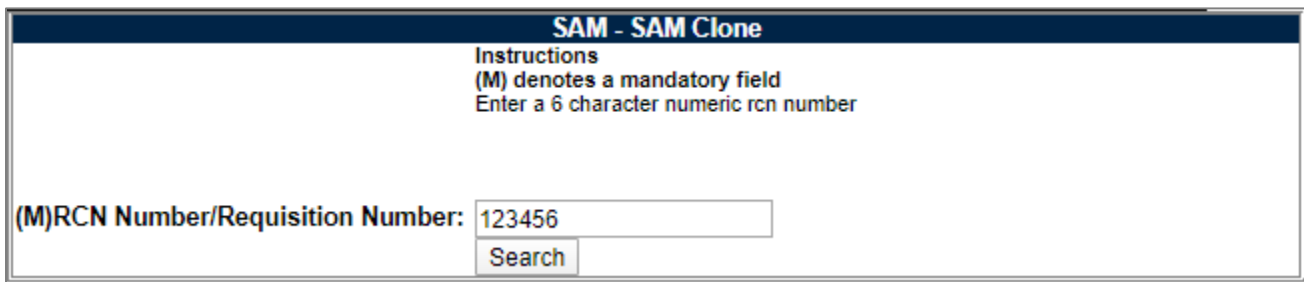 SAM - SAM Clone
Instructions
(M) denotes a mandatory field
Enter a 6 character numeric rcn number
(M)RCN Number/Requisition Number: 123456
Search